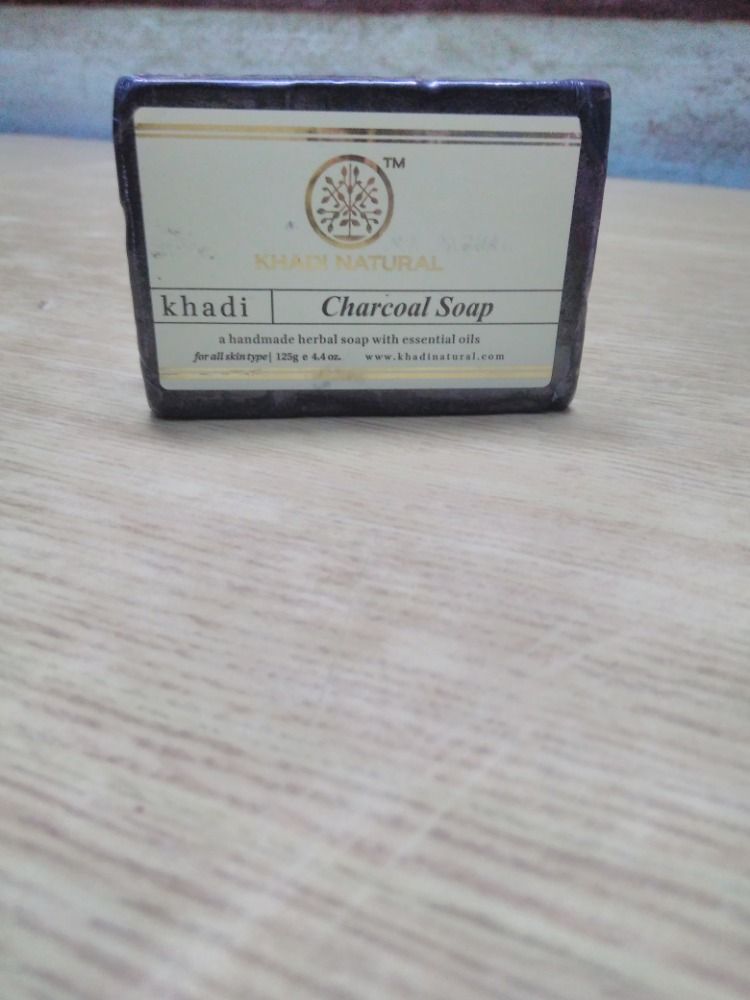 TM
KHADI NATURAL
khadi Charcoal Soap
a handmade herbal soap with essential oils
for all skin type| 125g e 4.4 oz. www.khadinatural.com